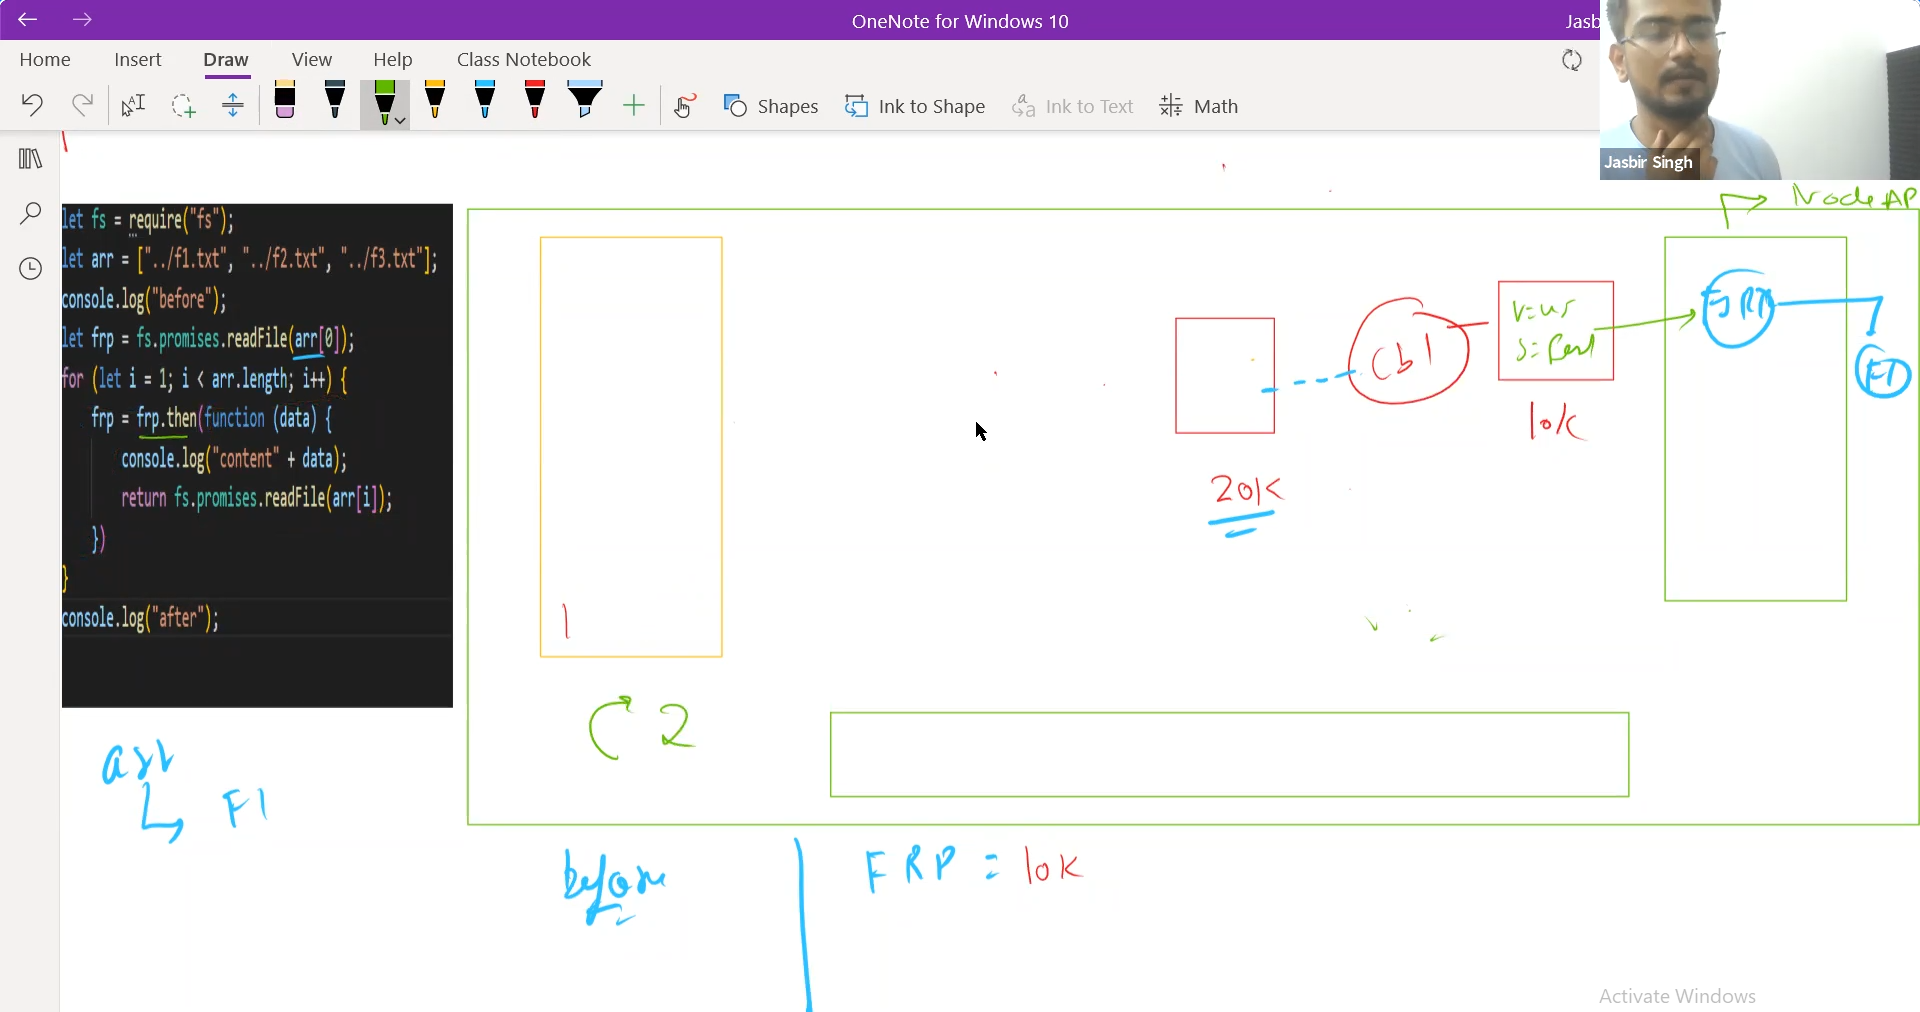 OneNote for Windows 10
Jasb
Home Insert Draw View Help Class Notebook
Shapes Ink to Shape Ink to Text Math
Jasbir Singh
Node AP
let fs = require("fs");
let arr = ["../f1.txt", "../f2.txt", "../f3.txt"];
console.log("before");
let frp = fs.promises.readFile(arr[0]);
for (let i = 1; i < arr.length; i++) {
frp = frp.then(function (data) {
console.log("content" + data);
return fs.promises.readFile(arr[i]);
})
}
console.log("after");
cb1
10K
20K
F1
1
2
arr
F1
before
FRP = 10K
Activate Windows